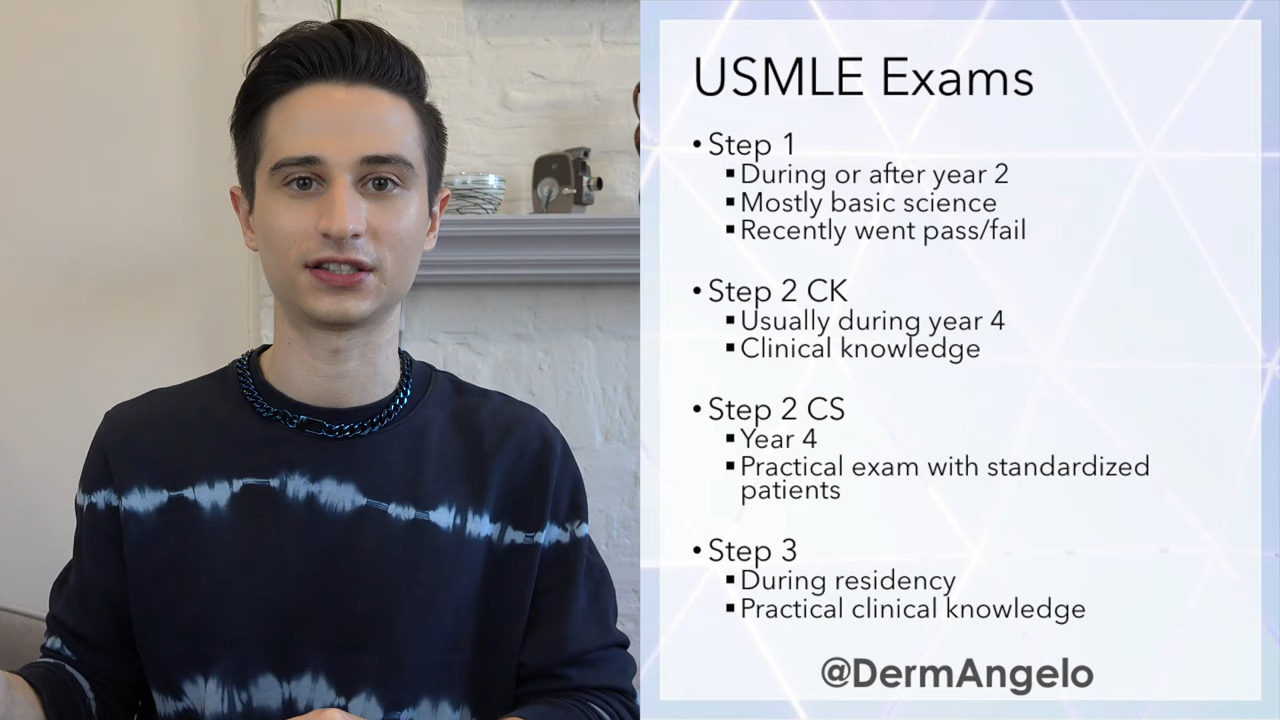 USMLE Exams
• Step 1
▪ During or after year 2
▪ Mostly basic science
▪ Recently went pass/fail
• Step 2 CK
▪ Usually during year 4
▪ Clinical knowledge
• Step 2 CS
▪ Year 4
▪ Practical exam with standardized
patients
• Step 3
▪ During residency
▪ Practical clinical knowledge
@DermAngelo